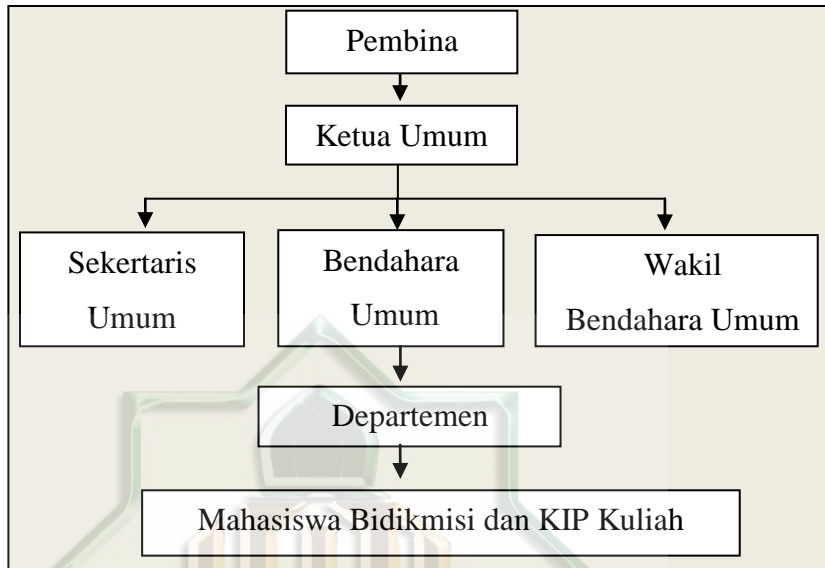 Pembina
Ketua Umum
Sekertaris
Umum
Bendahara
Umum
Wakil
Bendahara Umum
Departemen
Mahasiswa Bidikmisi dan KIP Kuliah